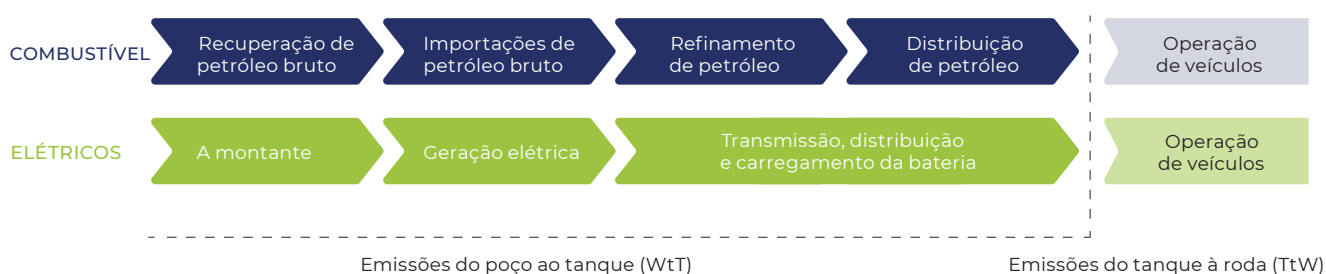 COMBUSTÍVEL
Recuperação de
petróleo bruto
Importações de
petróleo bruto
Refinamento
de petróleo
Distribuição
de petróleo
Operação
de veículos
ELÉTRICOS
A montante
Geração elétrica
Transmissão, distribuição
e carregamento da bateria
Operação
de veículos
Emissões do poço ao tanque (WtT)
Emissões do tanque à roda (TtW)